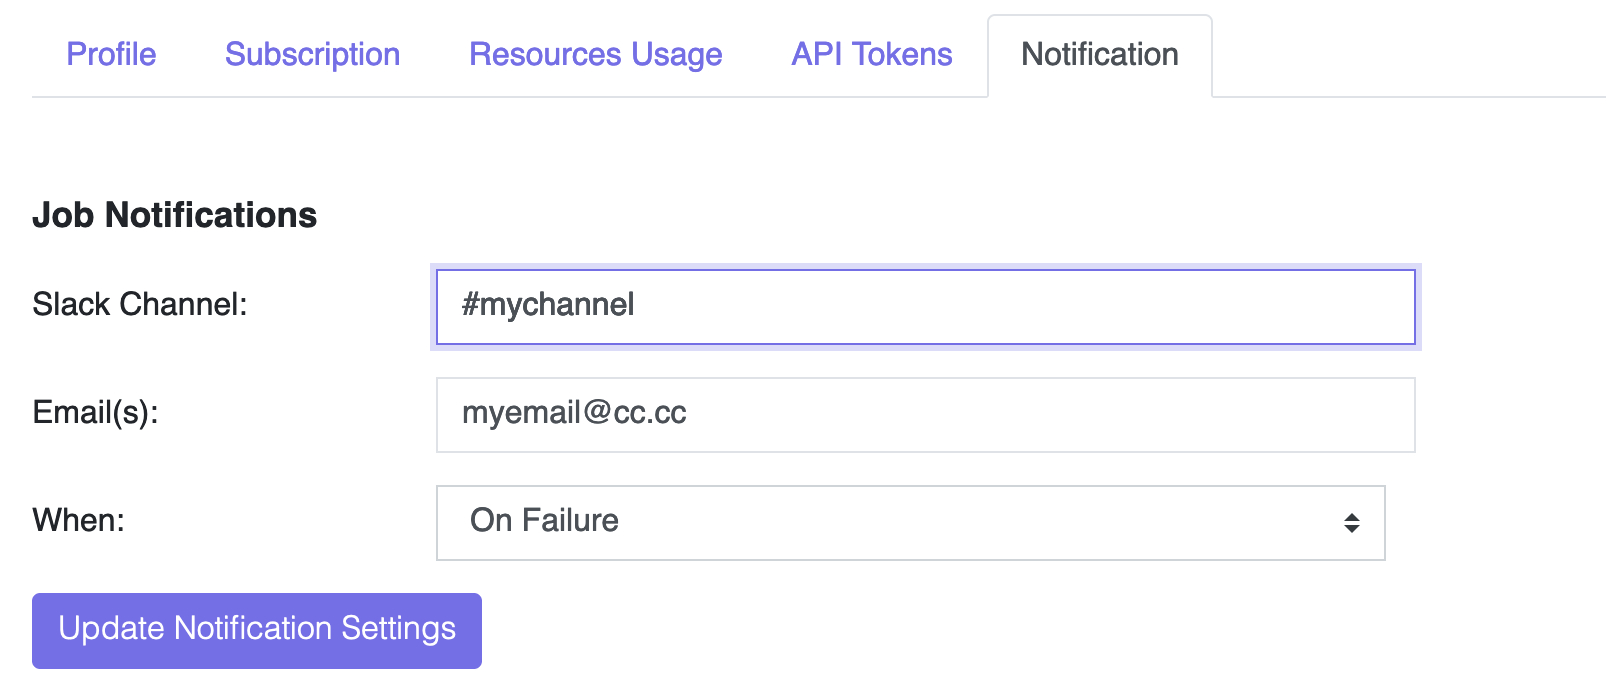 Profile Subscription Resources Usage API Tokens Notification
Job Notifications
Slack Channel: #mychannel
Email(s): myemail@cc.cc
When: On Failure
Update Notification Settings